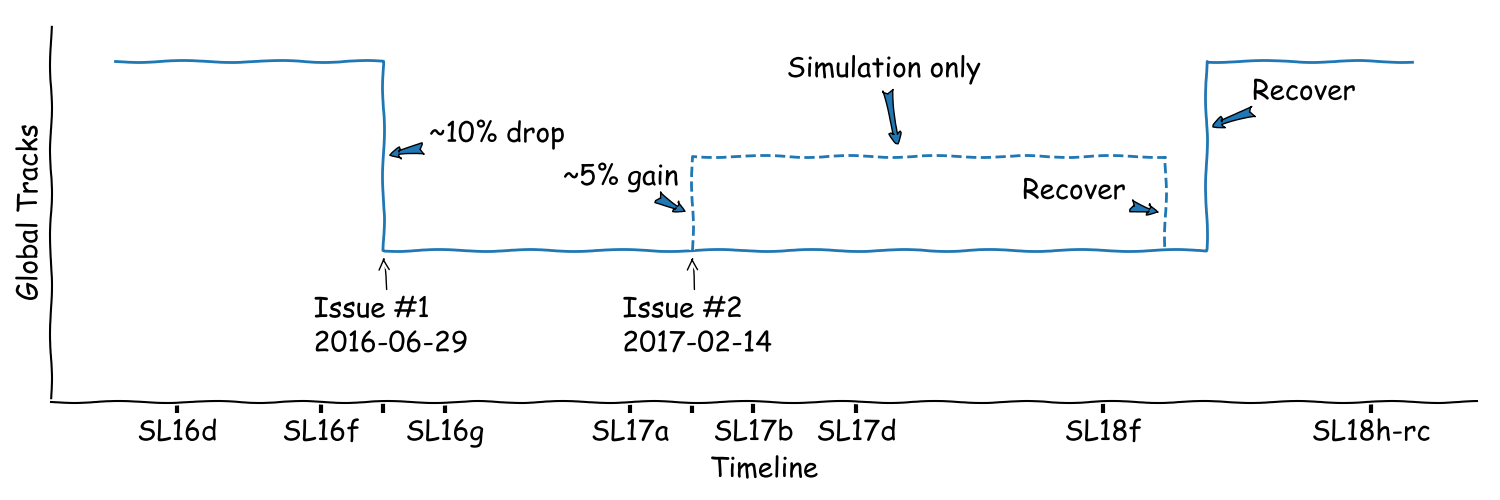 Simulation only
Recover
~10% drop
~5% gain
Recover
Global Tracks
Issue #1
2016-06-29
Issue #2
2017-02-14
SL16d SL16f SL16g SL17a SL17b SL17d SL18f SL18h-rc
Timeline